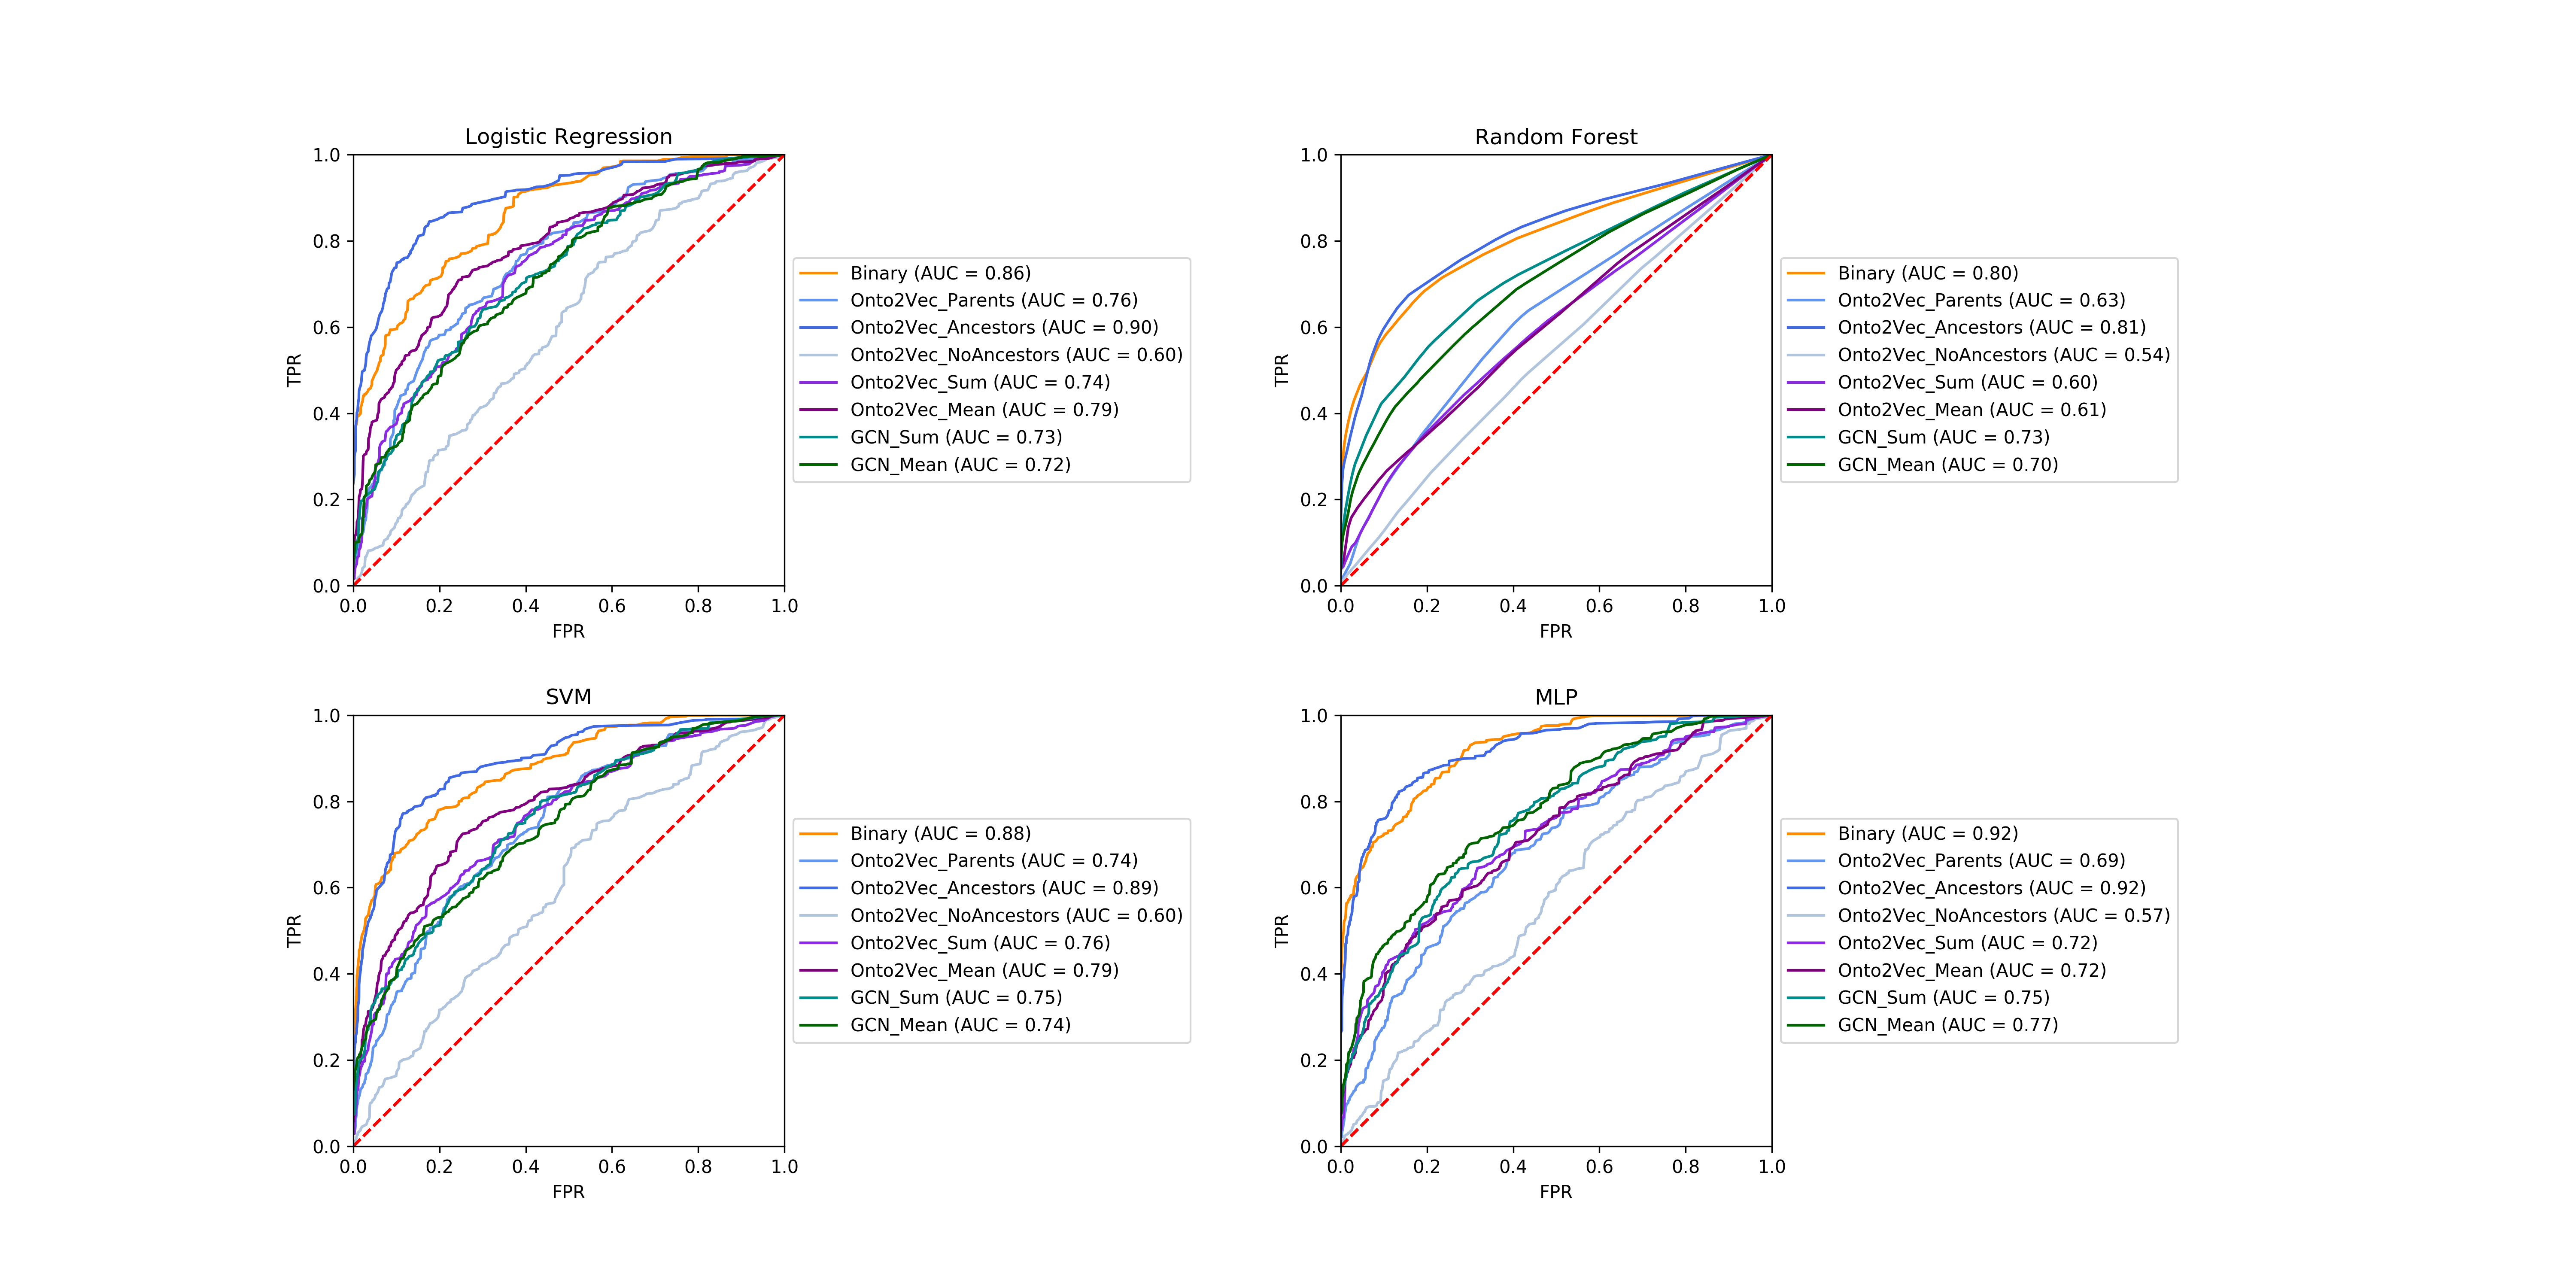 Logistic Regression
1.0
0.8
0.6
0.4
0.2
0.0
TPR
0.0 0.2 0.4 0.6 0.8 1.0
FPR
Binary (AUC = 0.86)
Onto2Vec_Parents (AUC = 0.76)
Onto2Vec_Ancestors (AUC = 0.90)
Onto2Vec_NoAncestors (AUC = 0.60)
Onto2Vec_Sum (AUC = 0.74)
Onto2Vec_Mean (AUC = 0.79)
GCN_Sum (AUC = 0.73)
GCN_Mean (AUC = 0.72)
Random Forest
1.0
0.8
0.6
0.4
0.2
0.0
TPR
0.0 0.2 0.4 0.6 0.8 1.0
FPR
Binary (AUC = 0.80)
Onto2Vec_Parents (AUC = 0.63)
Onto2Vec_Ancestors (AUC = 0.81)
Onto2Vec_NoAncestors (AUC = 0.54)
Onto2Vec_Sum (AUC = 0.60)
Onto2Vec_Mean (AUC = 0.61)
GCN_Sum (AUC = 0.73)
GCN_Mean (AUC = 0.70)
SVM
1.0
0.8
0.6
0.4
0.2
0.0
TPR
0.0 0.2 0.4 0.6 0.8 1.0
FPR
Binary (AUC = 0.88)
Onto2Vec_Parents (AUC = 0.74)
Onto2Vec_Ancestors (AUC = 0.89)
Onto2Vec_NoAncestors (AUC = 0.60)
Onto2Vec_Sum (AUC = 0.76)
Onto2Vec_Mean (AUC = 0.79)
GCN_Sum (AUC = 0.75)
GCN_Mean (AUC = 0.74)
MLP
1.0
0.8
0.6
0.4
0.2
0.0
TPR
0.0 0.2 0.4 0.6 0.8 1.0
FPR
Binary (AUC = 0.92)
Onto2Vec_Parents (AUC = 0.69)
Onto2Vec_Ancestors (AUC = 0.92)
Onto2Vec_NoAncestors (AUC = 0.57)
Onto2Vec_Sum (AUC = 0.72)
Onto2Vec_Mean (AUC = 0.72)
GCN_Sum (AUC = 0.75)
GCN_Mean (AUC = 0.77)